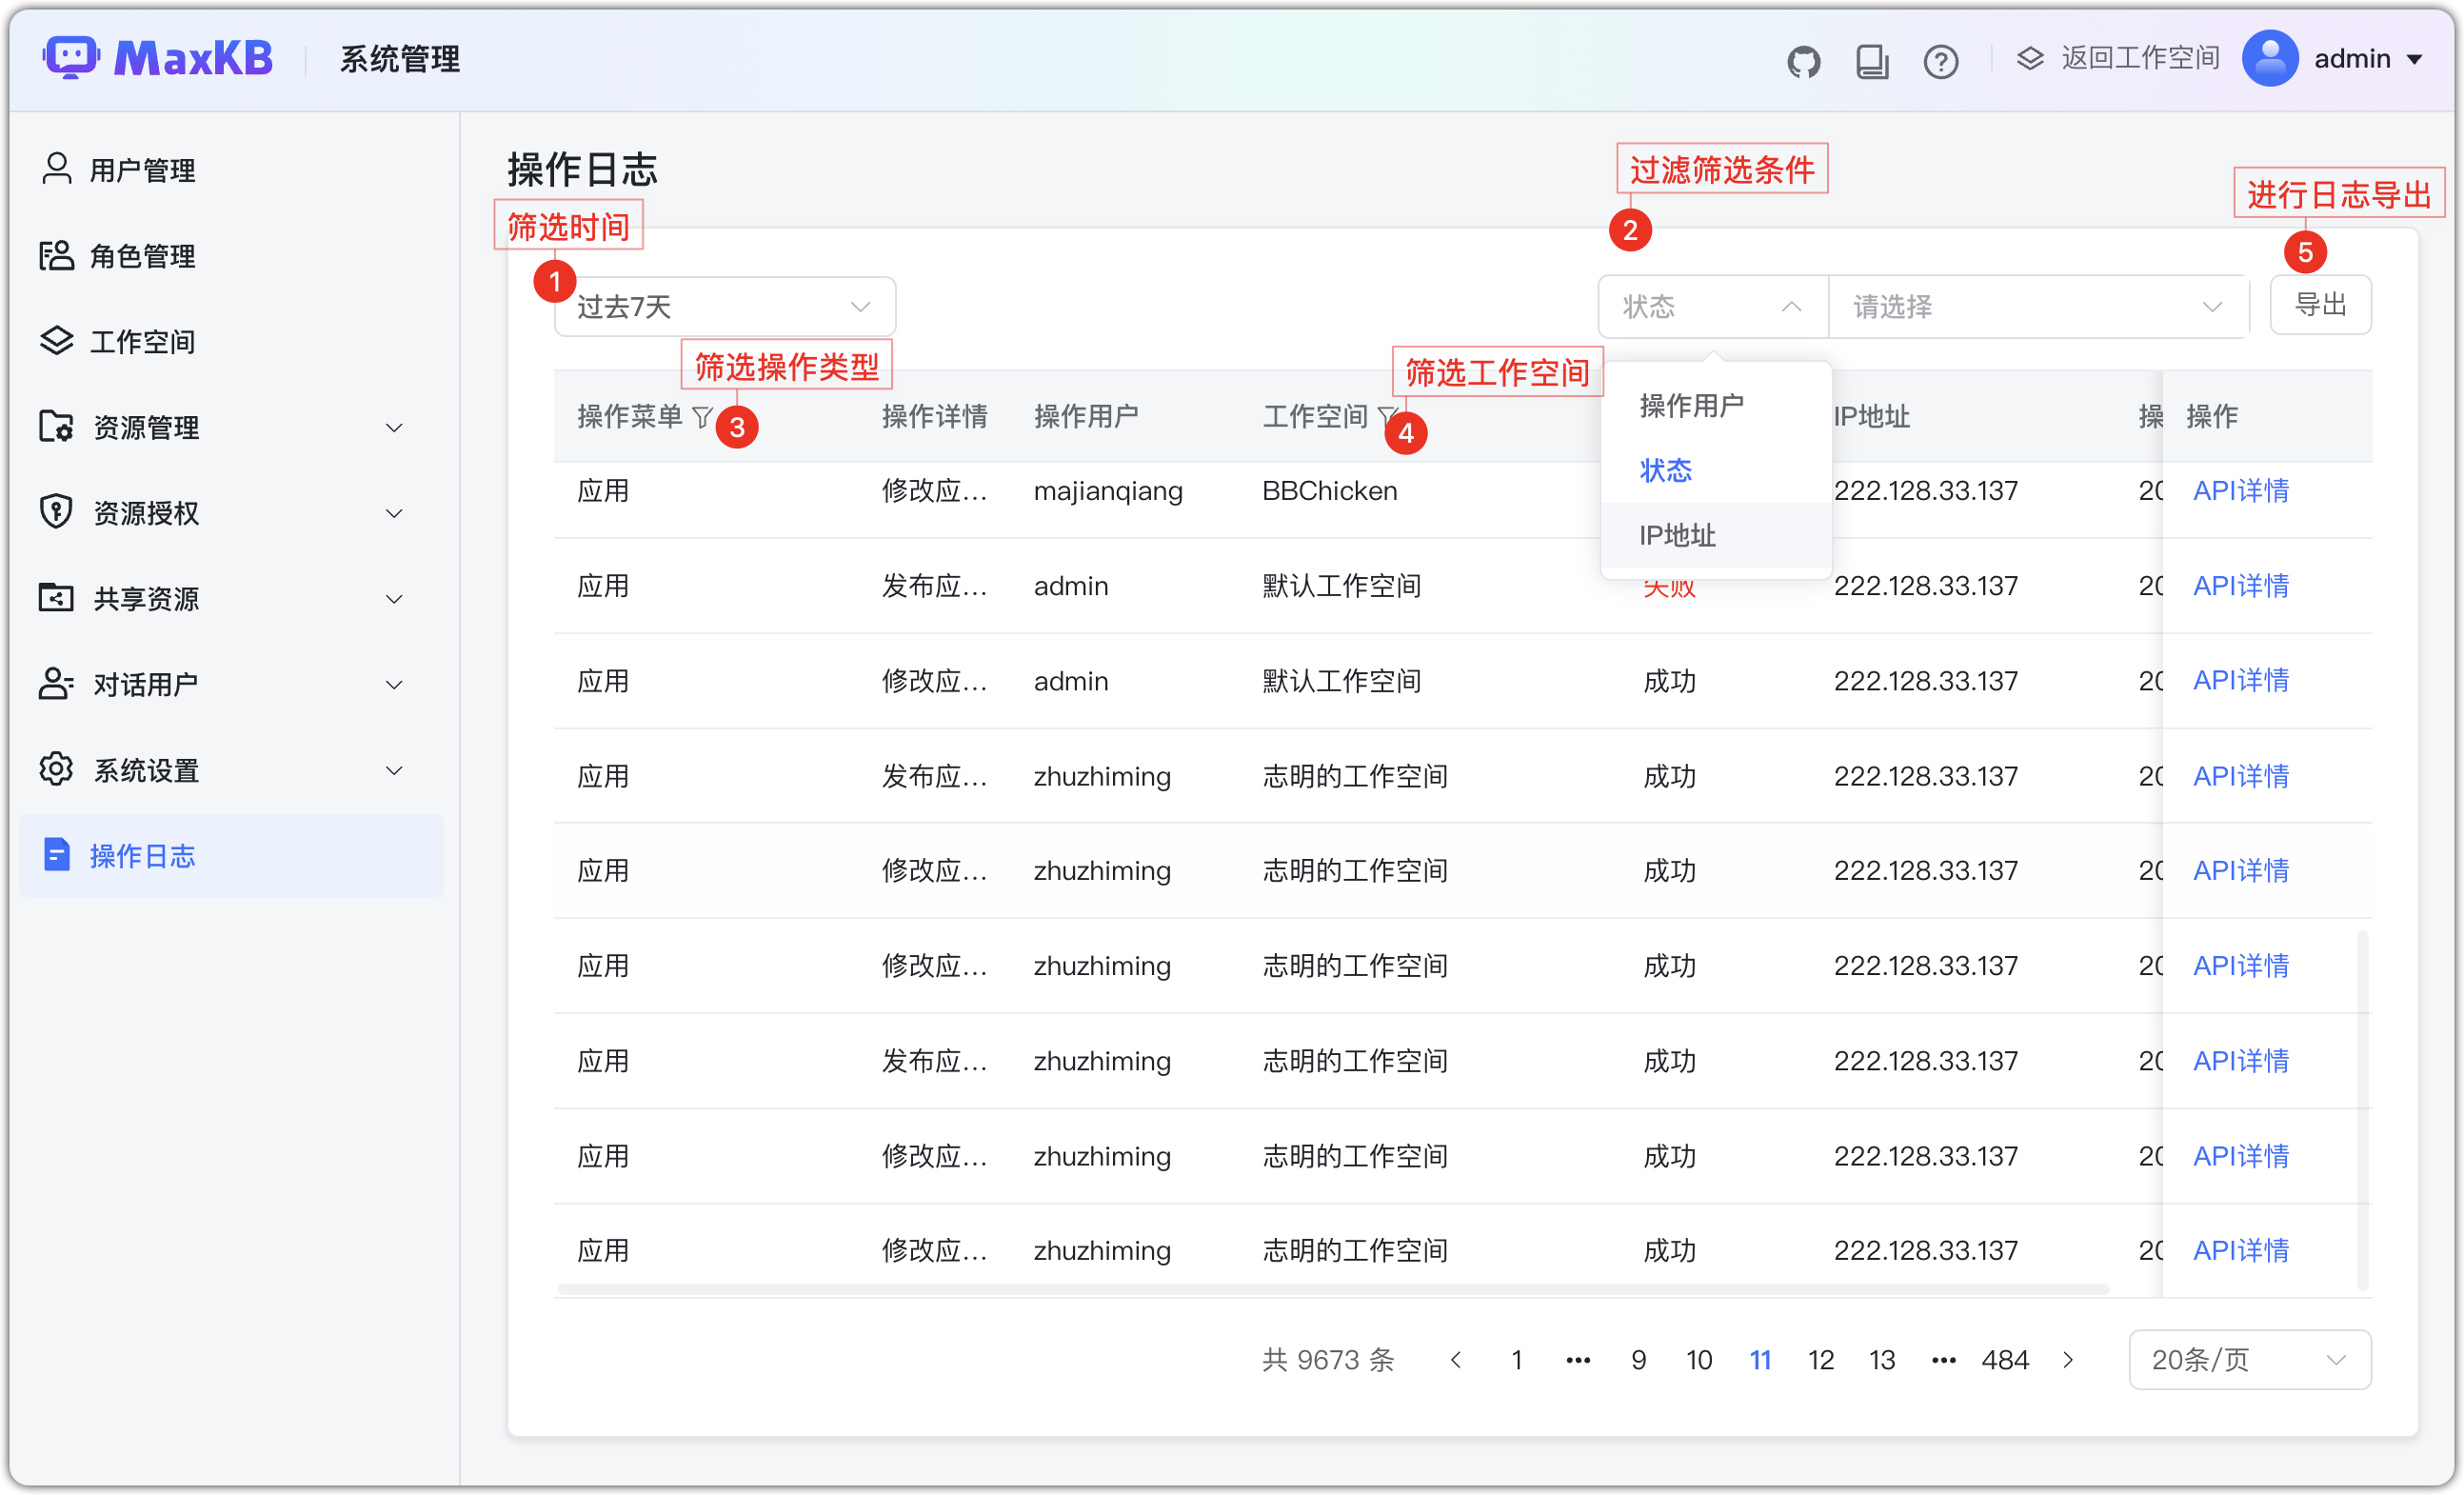 MaxKB 系统管理 返回工作空间 admin
用户管理
角色管理
工作空间
资源管理
资源授权
共享资源
对话用户
系统设置
操作日志
操作日志
筛选时间 过滤筛选条件 进行日志导出
1 2 5
过去7天 状态 请选择 导出
筛选操作类型 筛选工作空间
3 4
操作用户
状态
IP地址
操作菜单 操作详情 操作用户 工作空间 IP地址 操 操作
应用 修改应... majianqiang BBChicken 222.128.33.137 20 API详情
应用 发布应... admin 默认工作空间 失败 222.128.33.137 20 API详情
应用 修改应... admin 默认工作空间 成功 222.128.33.137 20 API详情
应用 发布应... zhuzhiming 志明的工作空间 成功 222.128.33.137 20 API详情
应用 修改应... zhuzhiming 志明的工作空间 成功 222.128.33.137 20 API详情
应用 修改应... zhuzhiming 志明的工作空间 成功 222.128.33.137 20 API详情
应用 发布应... zhuzhiming 志明的工作空间 成功 222.128.33.137 20 API详情
应用 修改应... zhuzhiming 志明的工作空间 成功 222.128.33.137 20 API详情
应用 修改应... zhuzhiming 志明的工作空间 成功 222.128.33.137 20 API详情
共 9673 条 1 ••• 9 10 11 12 13 ••• 484 20条/页